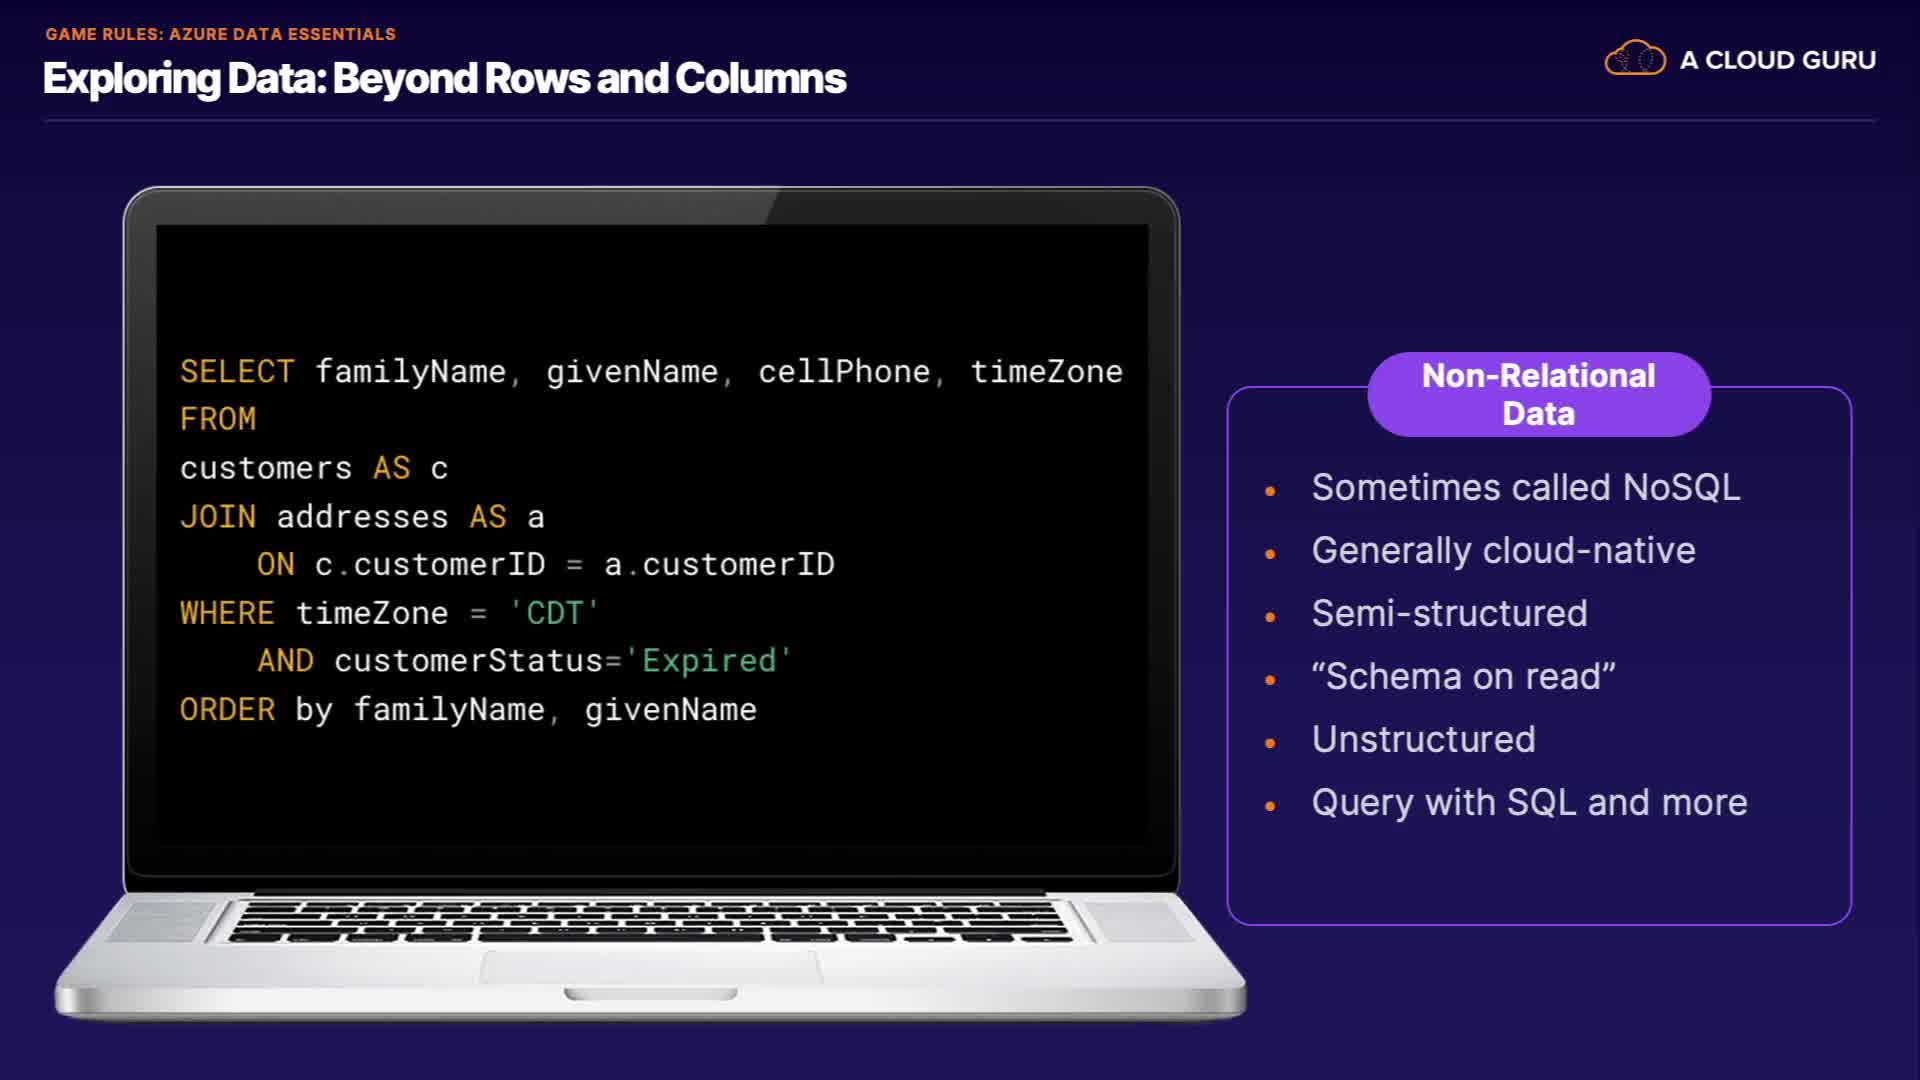 GAME RULES: AZURE DATA ESSENTIALS
Exploring Data: Beyond Rows and Columns
A CLOUD GURU
SELECT familyName, givenName, cellPhone, timeZone
FROM
customers AS c
JOIN addresses AS a
    ON c.customerID = a.customerID
WHERE timeZone = 'CDT'
    AND customerStatus='Expired'
ORDER by familyName, givenName
Non-Relational
Data
• Sometimes called NoSQL
• Generally cloud-native
• Semi-structured
• “Schema on read”
• Unstructured
• Query with SQL and more